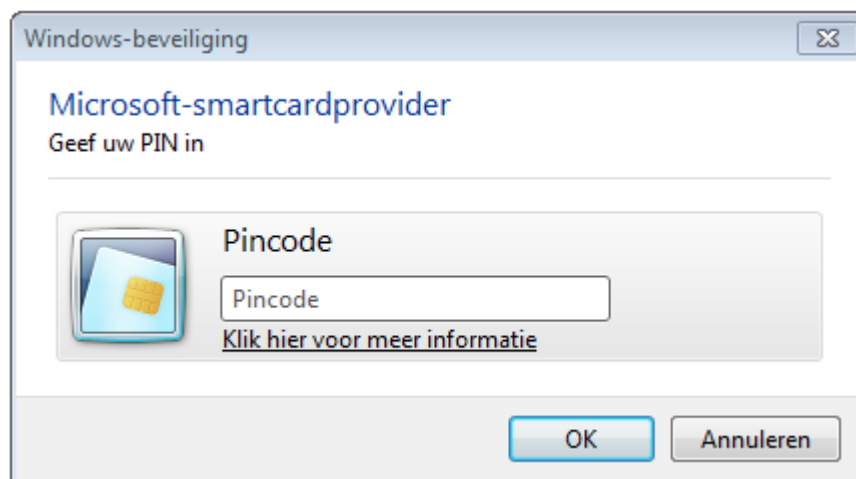 Windows-beveiliging
Microsoft-smartcardprovider
Geef uw PIN in
Pincode
Pincode
Klik hier voor meer informatie
OK
Annuleren